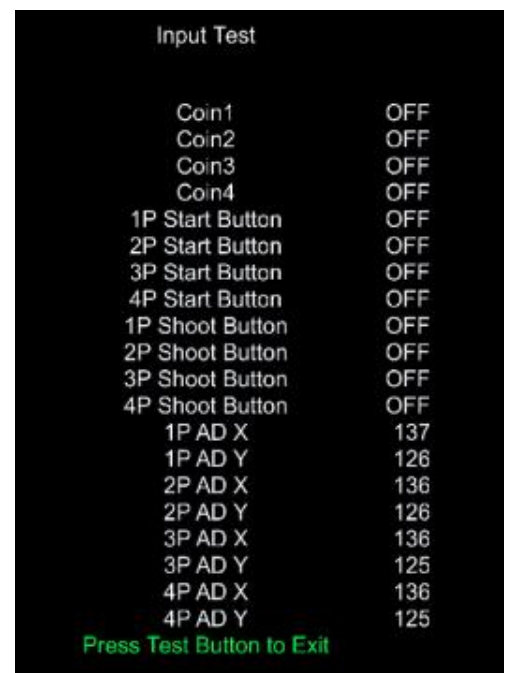 Input Test
Coin1 OFF
Coin2 OFF
Coin3 OFF
Coin4 OFF
1P Start Button OFF
2P Start Button OFF
3P Start Button OFF
4P Start Button OFF
1P Shoot Button OFF
2P Shoot Button OFF
3P Shoot Button OFF
4P Shoot Button OFF
1P AD X 137
1P AD Y 126
2P AD X 136
2P AD Y 126
3P AD X 136
3P AD Y 125
4P AD X 136
4P AD Y 125
Press Test Button to Exit